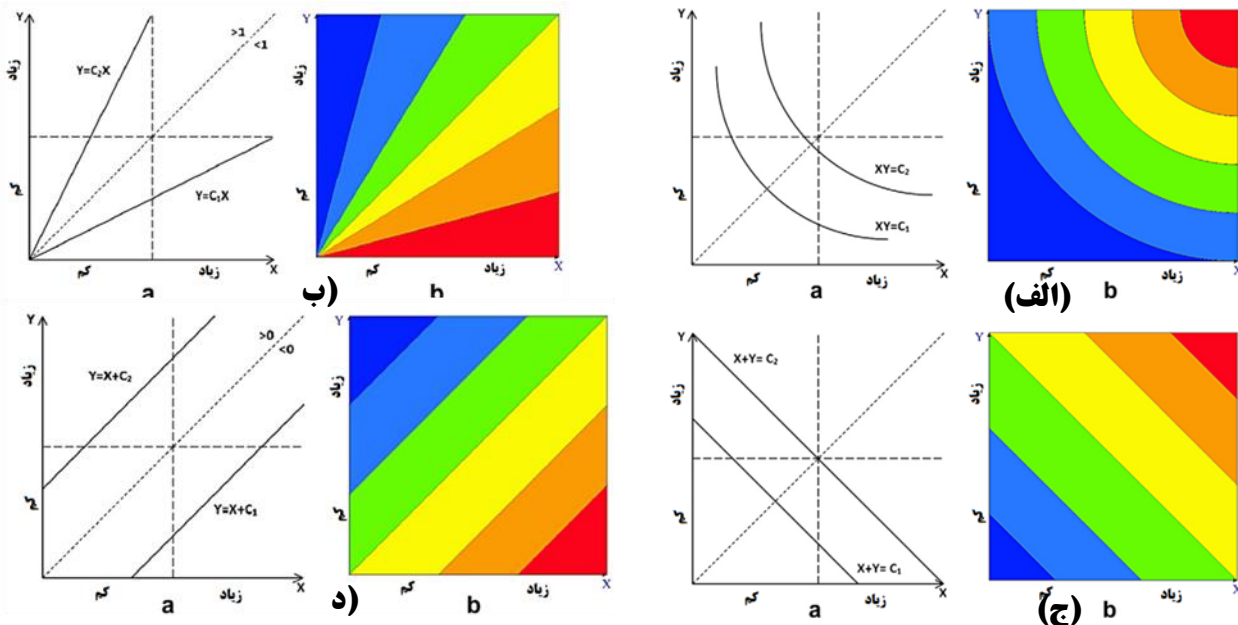 Y
زیاد
کم
Y=C₂X
>1
<1
Y=C₁X
کم
زیاد
X
a
Y
زیاد
کم
کم
زیاد
X
b
(ب
Y
زیاد
کم
XY=C₂
XY=C₁
کم
زیاد
X
a
Y
زیاد
کم
کم
زیاد
X
b
(الف)
Y
زیاد
کم
Y=X+C₂
>0
<0
Y=X+C₁
کم
زیاد
X
a
Y
زیاد
کم
کم
زیاد
X
b
(د
Y
زیاد
کم
X+Y= C₂
X+Y= C₁
کم
زیاد
X
a
Y
زیاد
کم
کم
زیاد
X
b
(ج)